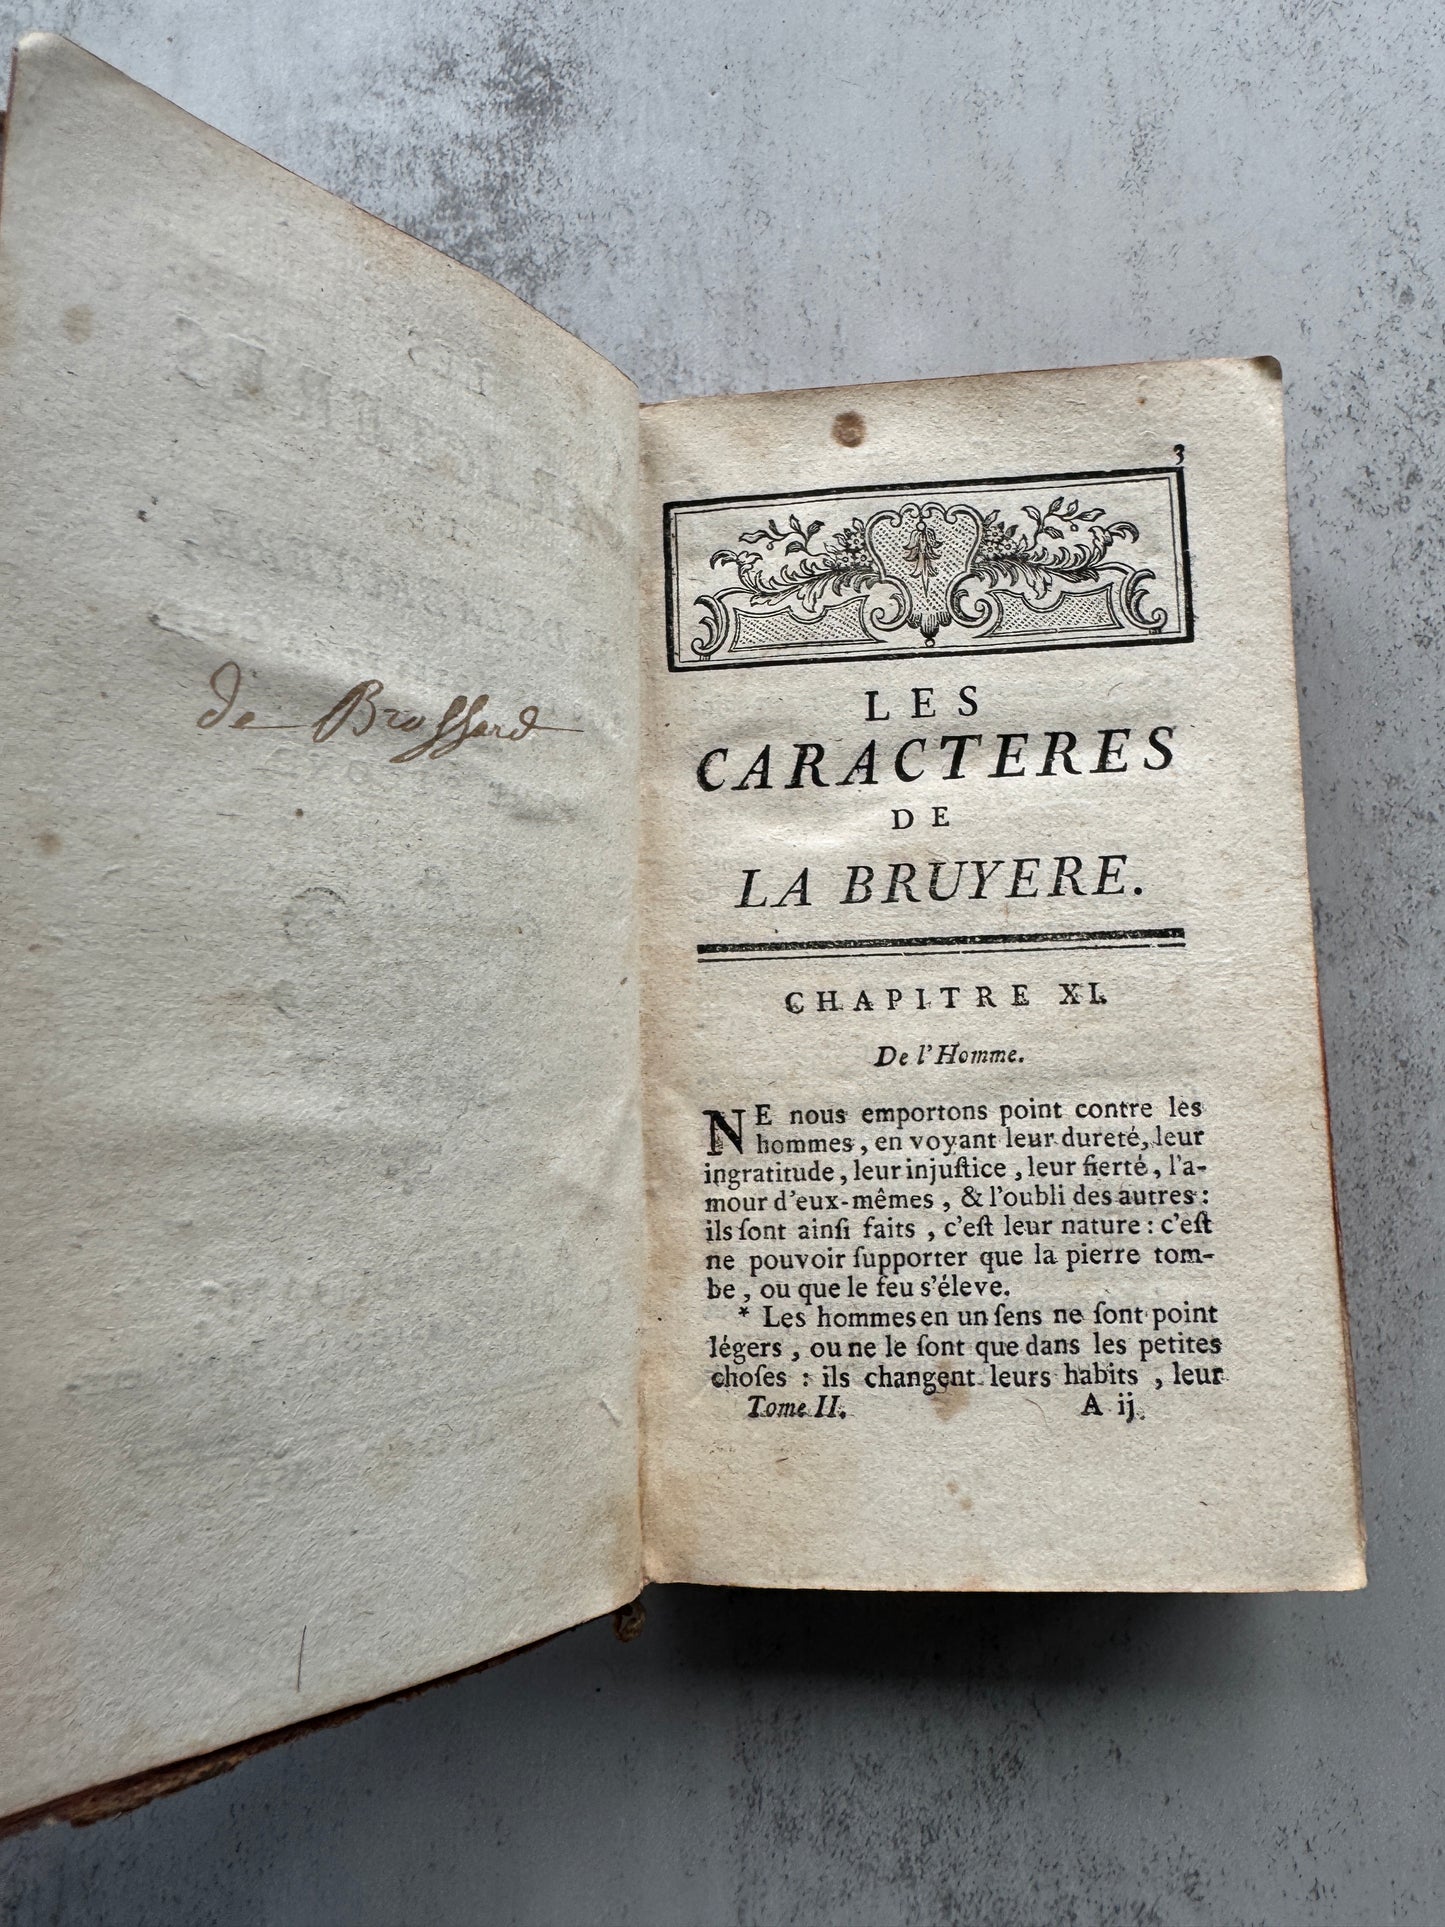 de Brossard
3
LES
CARACTERES
DE
LA BRUYERE.
CHAPITRE XI.
De l'Homme.
NE nous emportons point contre les
hommes, en voyant leur dureté, leur
ingratitude, leur injuſtice, leur fierté, l'a-
mour d'eux-mêmes, & l'oubli des autres:
ils ſont ainſi faits, c'eſt leur nature: c'eſt
ne pouvoir ſupporter que la pierre tom-
be, ou que le feu s'éleve.
* Les hommes en un ſens ne ſont point
légers, ou ne le ſont que dans les petites
choſes: ils changent leurs habits, leur
Tome II. A ij